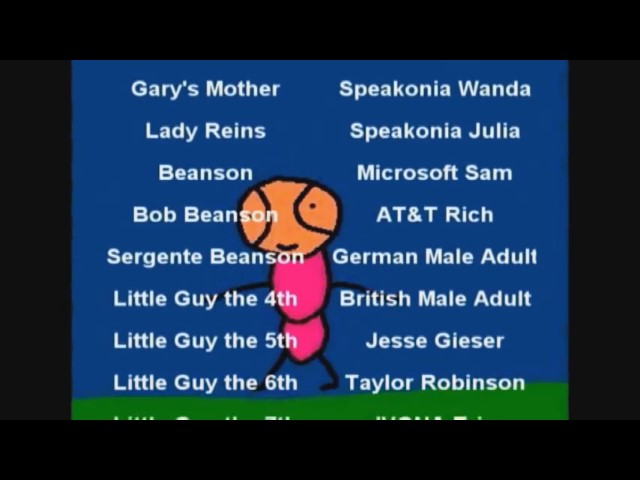 Gary's Mother Speakonia Wanda
Lady Reins Speakonia Julia
Beanson Microsoft Sam
Bob Beanson AT&T Rich
Sergente Beanson German Male Adult
Little Guy the 4th British Male Adult
Little Guy the 5th Jesse Gieser
Little Guy the 6th Taylor Robinson